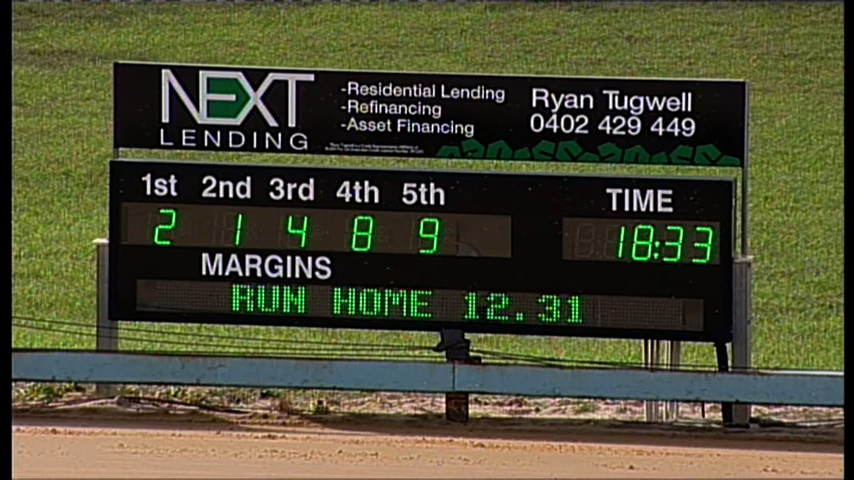 NEXT
LENDING
-Residential Lending
-Refinancing
-Asset Financing
Ryan Tugwell
0402 429 449
1st 2nd 3rd 4th 5th TIME
2 1 4 8 9 18:33
MARGINS
RUN HOME 12.31